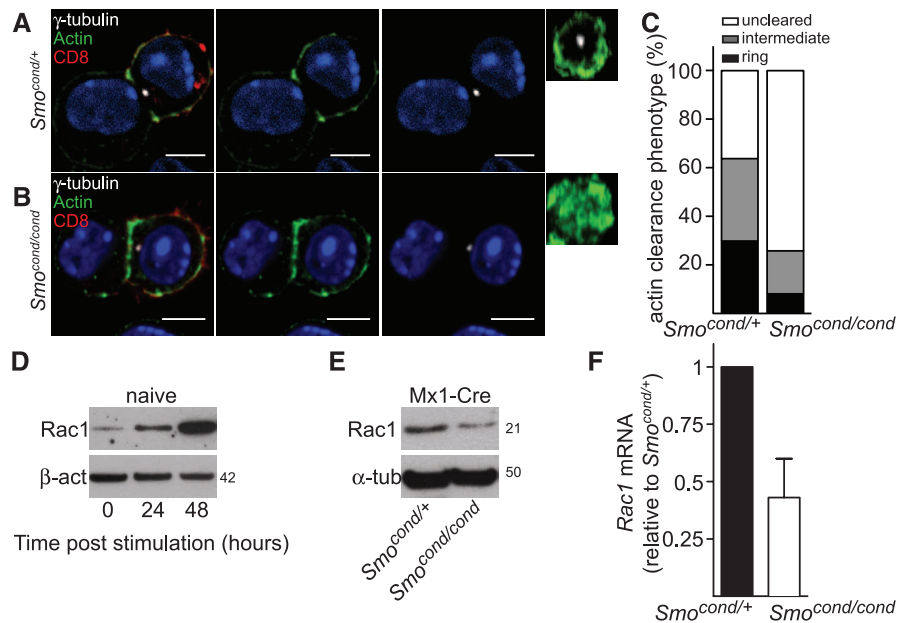 A
γ-tubulin
Actin
CD8
Smo^cond/+
B
γ-tubulin
Actin
CD8
Smo^cond/cond
C
uncleared
intermediate
ring
actin clearance phenotype (%)
100
80
60
40
20
Smo^cond/+ Smo^cond/cond
D
naive
Rac1
β-act 42
0 24 48
Time post stimulation (hours)
E
Mx1-Cre
Rac1 21
α-tub 50
Smo^cond/+
Smo^cond/cond
F
Rac1 mRNA
(relative to Smo^cond/+)
1
0.75
0.5
0.25
Smo^cond/+ Smo^cond/cond